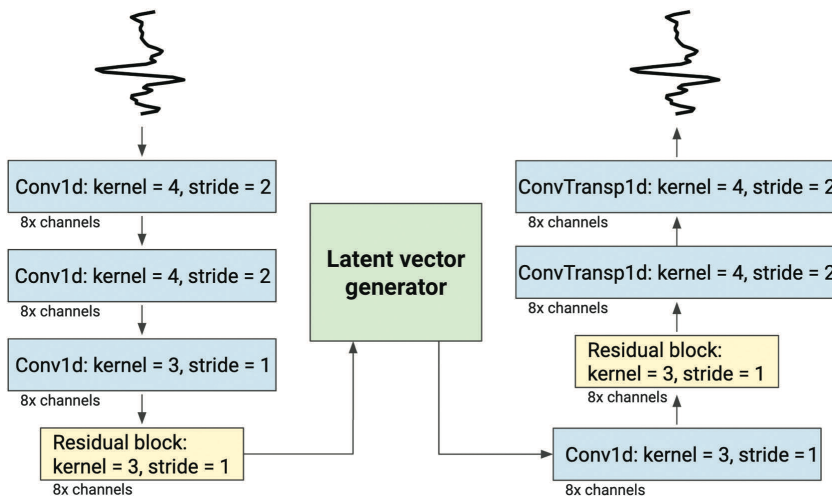 Conv1d: kernel = 4, stride = 2
8x channels
Conv1d: kernel = 4, stride = 2
8x channels
Conv1d: kernel = 3, stride = 1
8x channels
Residual block:
kernel = 3, stride = 1
8x channels
Latent vector
generator
ConvTransp1d: kernel = 4, stride = 2
8x channels
ConvTransp1d: kernel = 4, stride = 2
8x channels
Residual block:
kernel = 3, stride = 1
8x channels
Conv1d: kernel = 3, stride = 1
8x channels